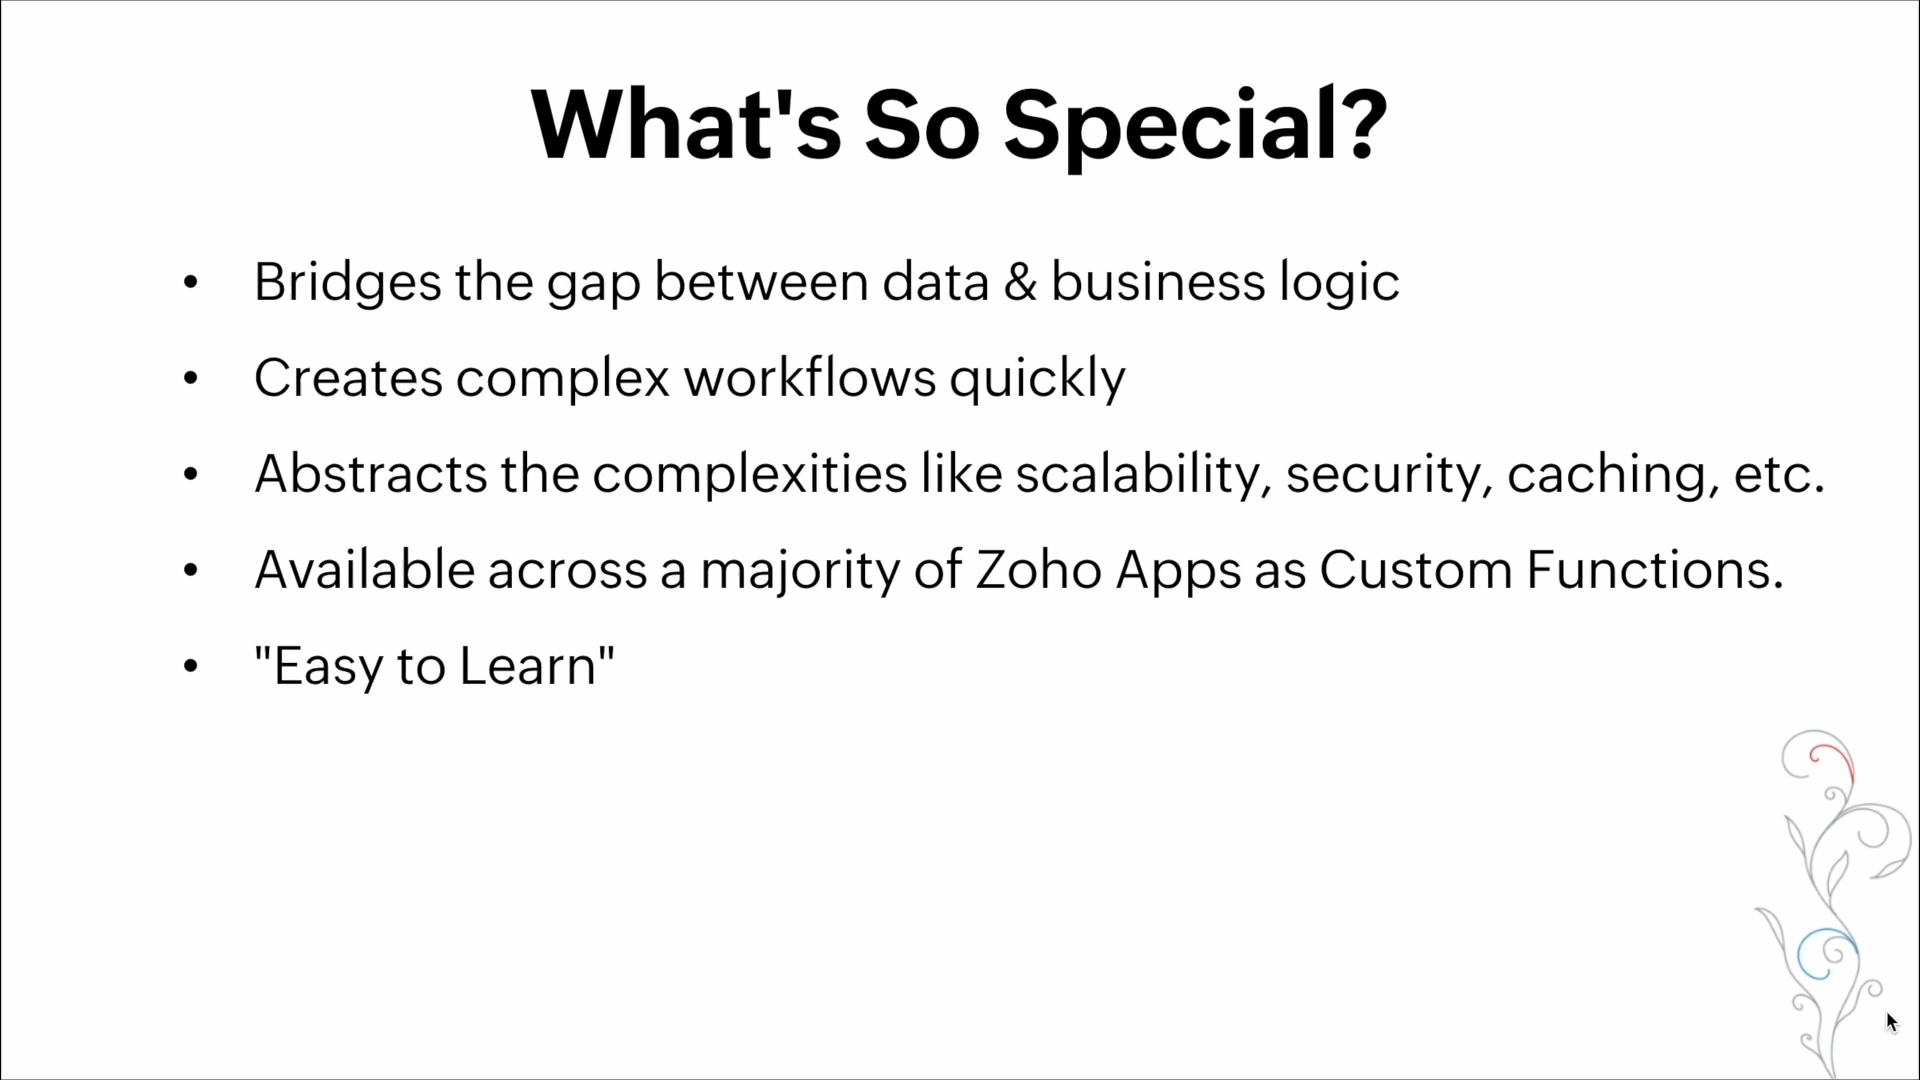 What's So Special?
• Bridges the gap between data & business logic
• Creates complex workflows quickly
• Abstracts the complexities like scalability, security, caching, etc.
• Available across a majority of Zoho Apps as Custom Functions.
• "Easy to Learn"